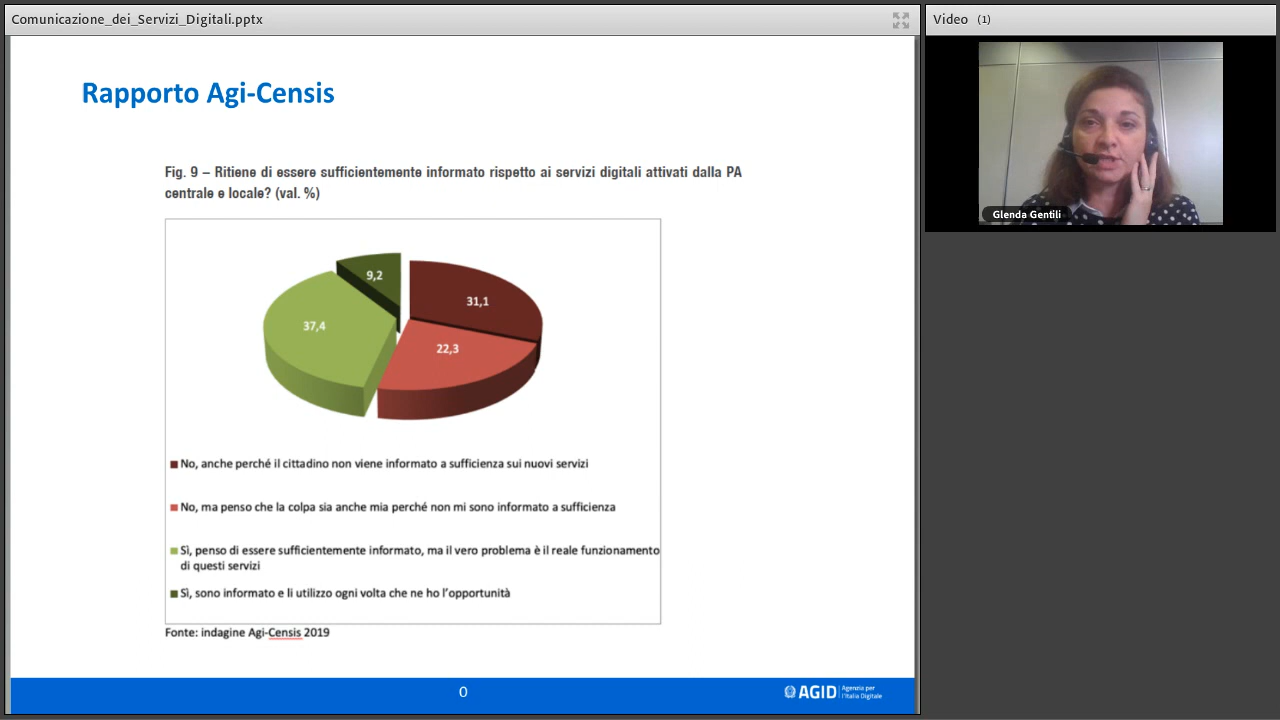 Comunicazione_dei_Servizi_Digitali.pptx
Video (1)
Rapporto Agi-Censis
Fig. 9 – Ritiene di essere sufficientemente informato rispetto ai servizi digitali attivati dalla PA
centrale e locale? (val. %)
9,2
31,1
37,4
22,3
No, anche perché il cittadino non viene informato a sufficienza sui nuovi servizi
No, ma penso che la colpa sia anche mia perché non mi sono informato a sufficienza
Sì, penso di essere sufficientemente informato, ma il vero problema è il reale funzionamento
di questi servizi
Sì, sono informato e li utilizzo ogni volta che ne ho l'opportunità
Fonte: indagine Agi-Censis 2019
0
AGID
Agenzia per
l'Italia Digitale
Glenda Gentili